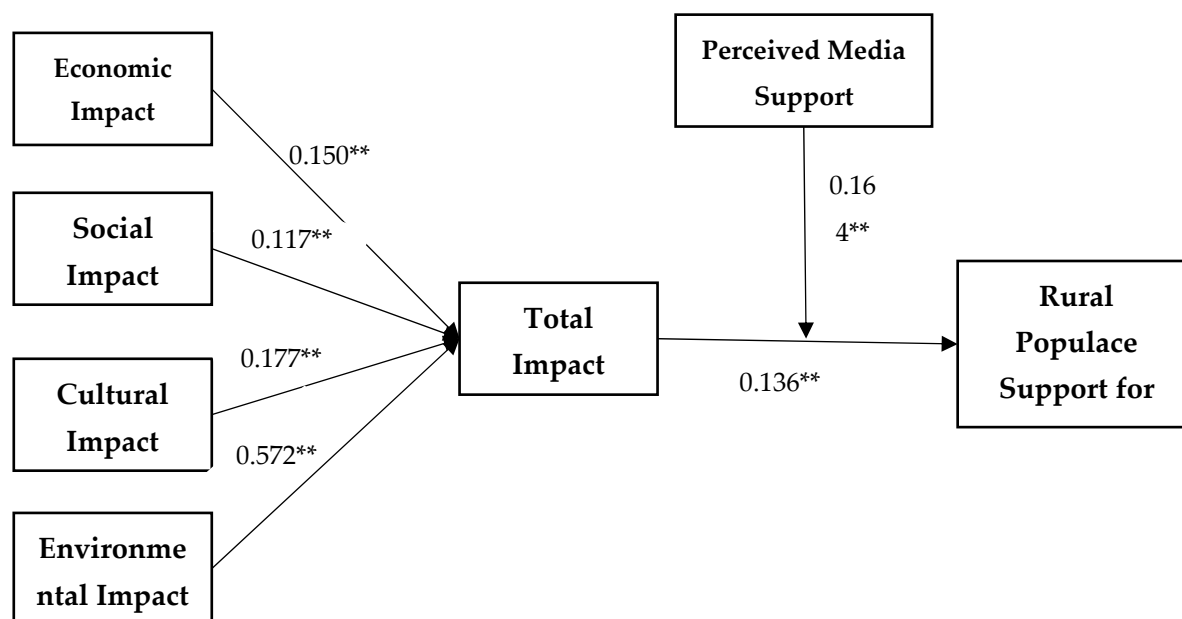 Economic
Impact
Perceived Media
Support
0.150**
0.16
4**
Social
Impact
0.117**
Total
Impact
Rural
Populace
Support for
0.177**
0.136**
Cultural
Impact
0.572**
Environme
ntal Impact